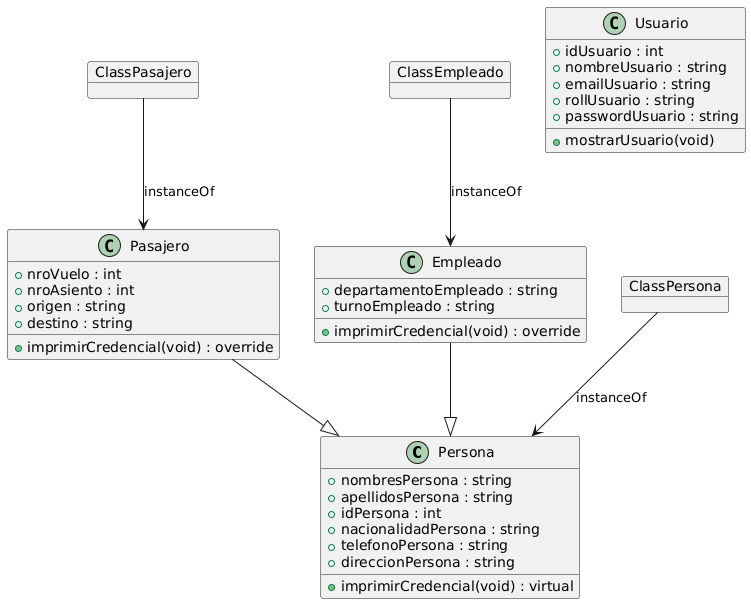 ClassPasajero
ClassEmpleado
Usuario
idUsuario : int
nombreUsuario : string
emailUsuario : string
rollUsuario : string
passwordUsuario : string
mostrarUsuario(void)
instanceOf
instanceOf
Pasajero
nroVuelo : int
nroAsiento : int
origen : string
destino : string
imprimirCredencial(void) : override
Empleado
departamentoEmpleado : string
turnoEmpleado : string
imprimirCredencial(void) : override
ClassPersona
instanceOf
Persona
nombresPersona : string
apellidosPersona : string
idPersona : int
nacionalidadPersona : string
telefonoPersona : string
direccionPersona : string
imprimirCredencial(void) : virtual